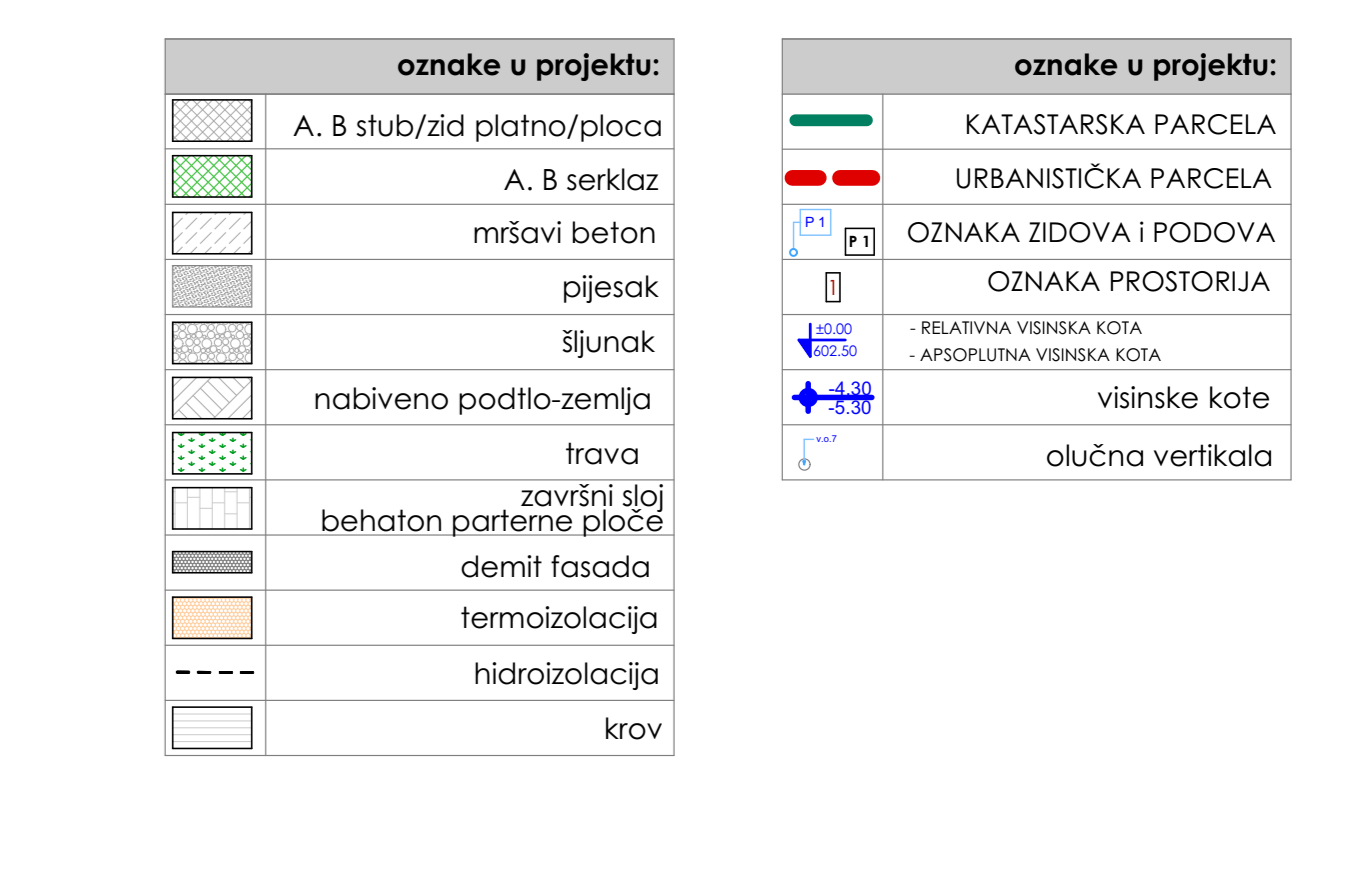 oznake u projektu:
A. B stub/zid platno/ploca
A. B serklaz
mršavi beton
pijesak
šljunak
nabiveno podtlo-zemlja
trava
završni sloj
behaton parterne ploče
demit fasada
termoizolacija
hidroizolacija
krov
oznake u projektu:
KATASTARSKA PARCELA
URBANISTIČKA PARCELA
P 1
P 1
OZNAKA ZIDOVA i PODOVA
1
OZNAKA PROSTORIJA
±0.00
602.50
- RELATIVNA VISINSKA KOTA
- APSOPLUTNA VISINSKA KOTA
-4.30
-5.30
visinske kote
v.o.7
olučna vertikala